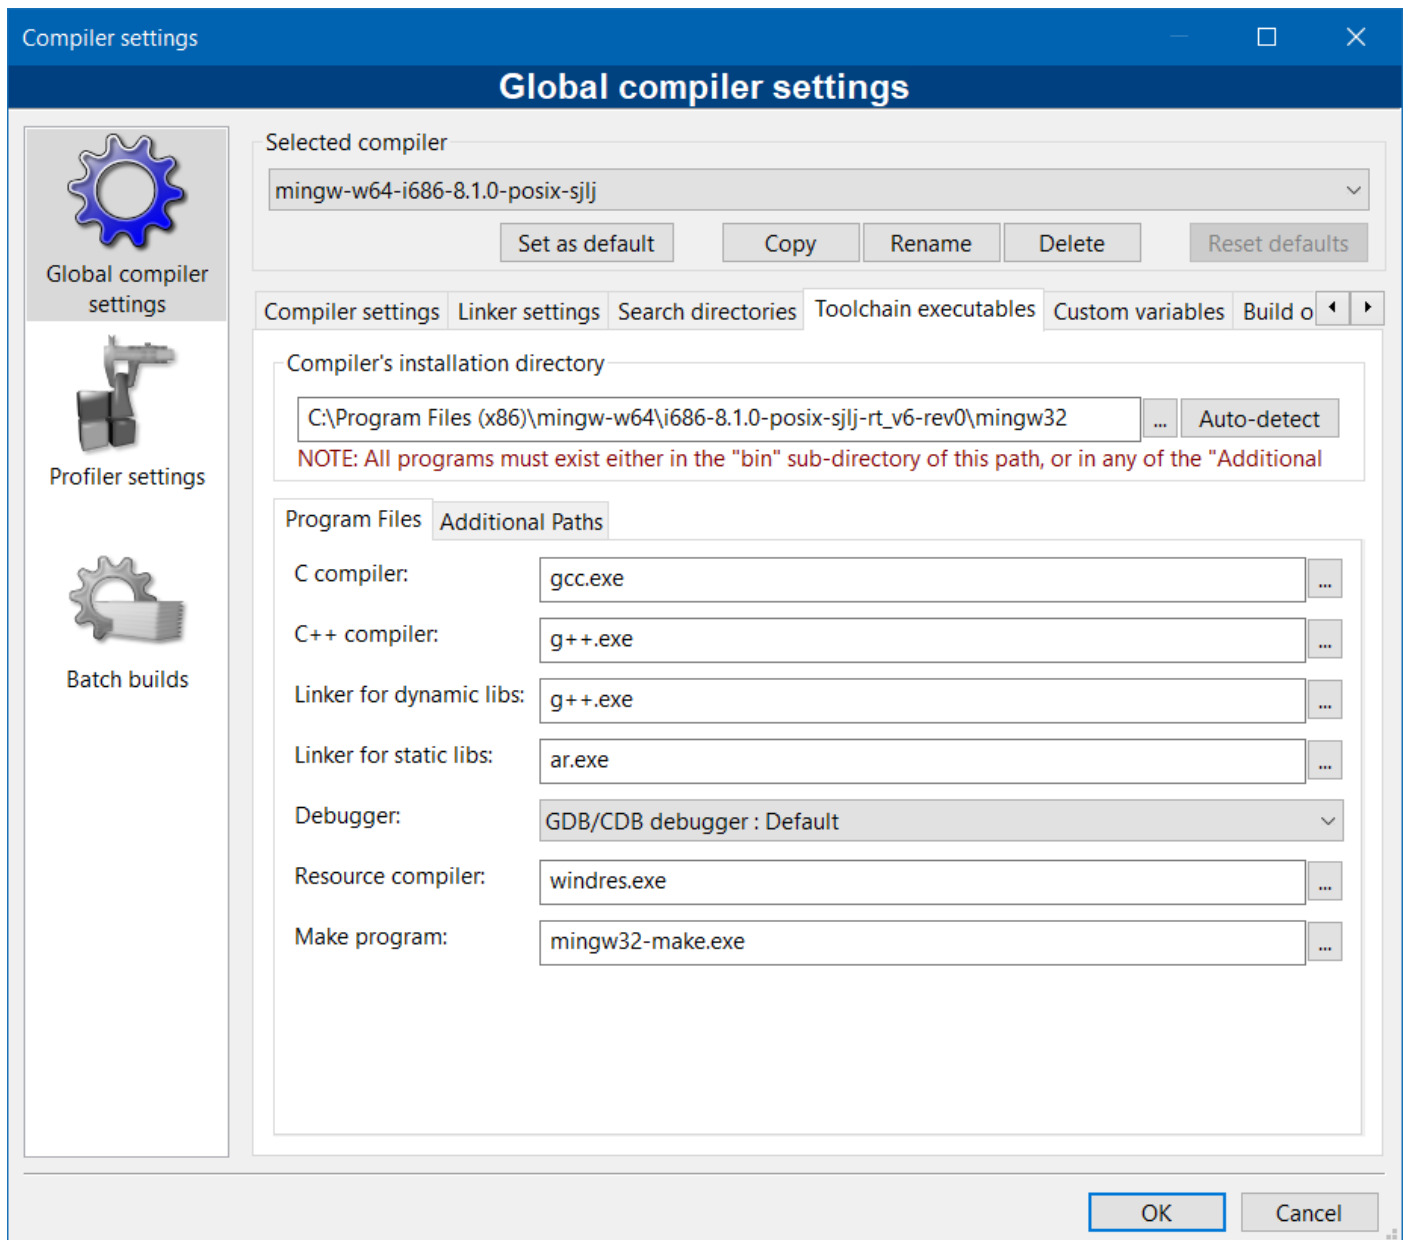 Compiler settings
Global compiler settings
Global compiler
settings
Profiler settings
Batch builds
Selected compiler
mingw-w64-i686-8.1.0-posix-sjlj
Set as default
Copy
Rename
Delete
Reset defaults
Compiler settings
Linker settings
Search directories
Toolchain executables
Custom variables
Build o
Compiler's installation directory
C:\Program Files (x86)\mingw-w64\i686-8.1.0-posix-sjlj-rt_v6-rev0\mingw32
...
Auto-detect
NOTE: All programs must exist either in the "bin" sub-directory of this path, or in any of the "Additional
Program Files
Additional Paths
C compiler:
gcc.exe
...
C++ compiler:
g++.exe
...
Linker for dynamic libs:
g++.exe
...
Linker for static libs:
ar.exe
...
Debugger:
GDB/CDB debugger : Default
Resource compiler:
windres.exe
...
Make program:
mingw32-make.exe
...
OK
Cancel